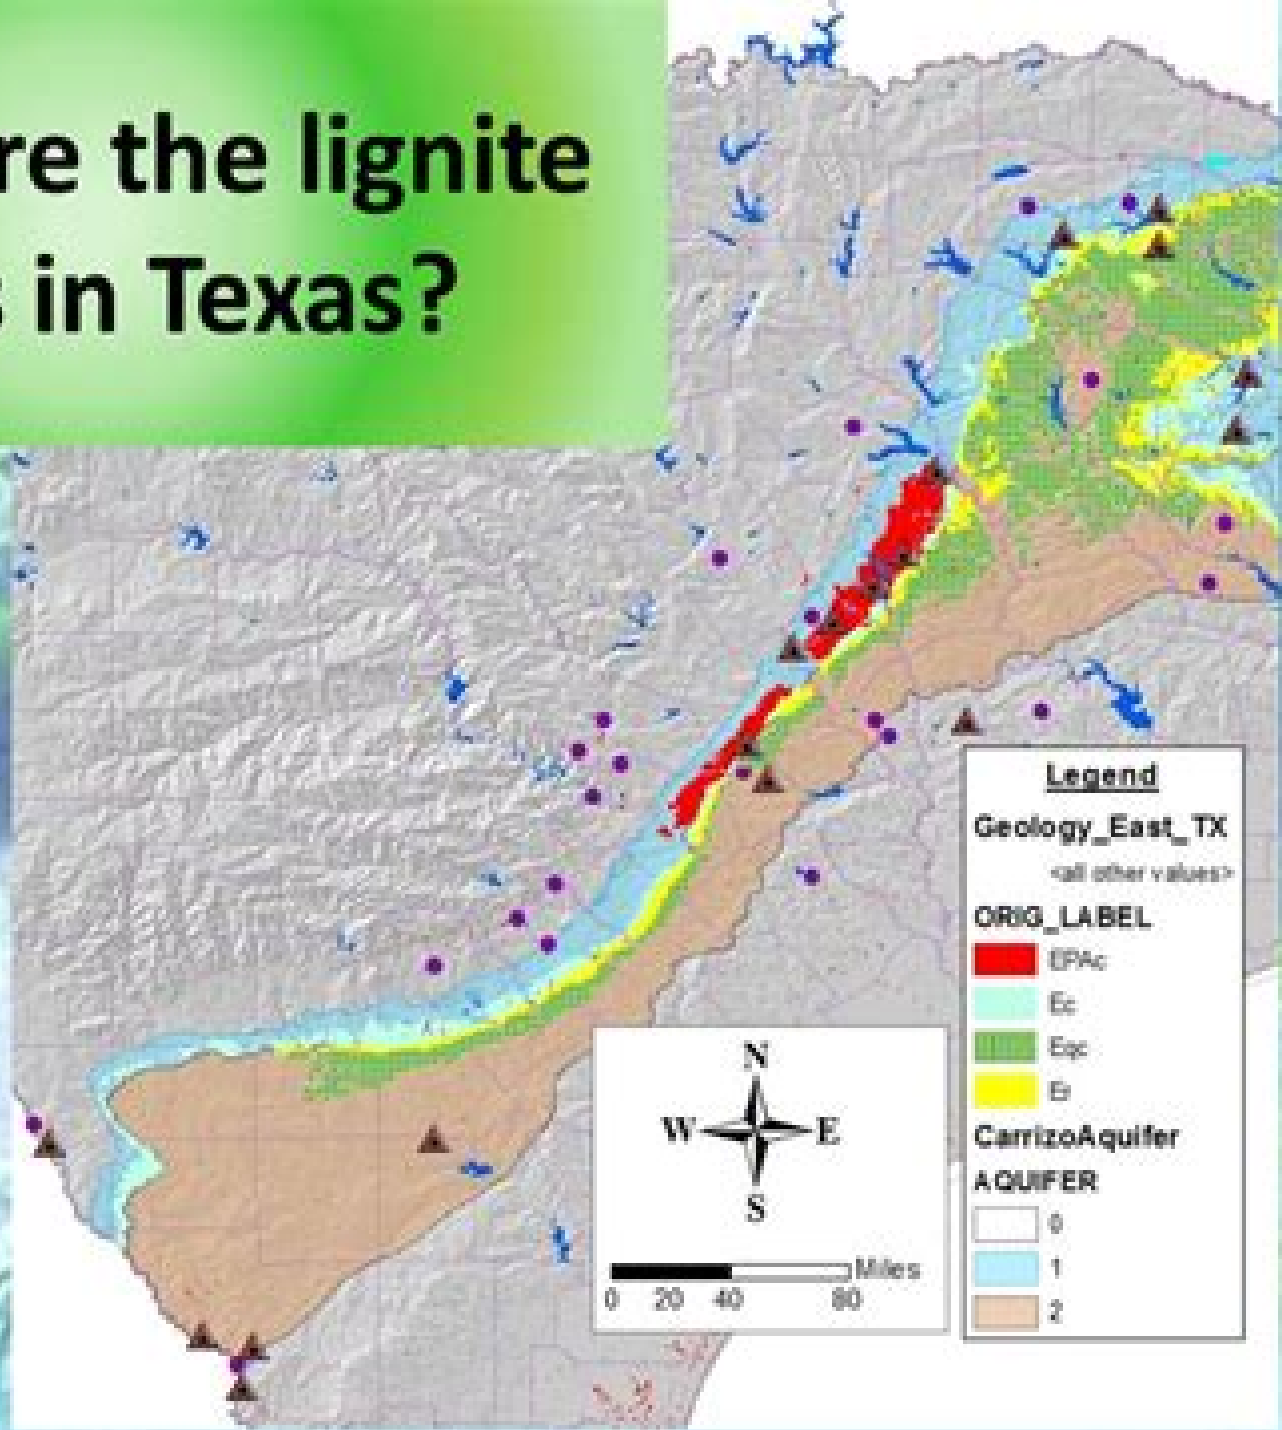 re the lignite
s in Texas?
Legend
Geology_East_TX
<all other values>
ORIG_LABEL
EPAc
Ec
Eqc
Er
CarrizoAquifer
AQUIFER
0
1
2
N
W E
S
Miles
0 20 40 80